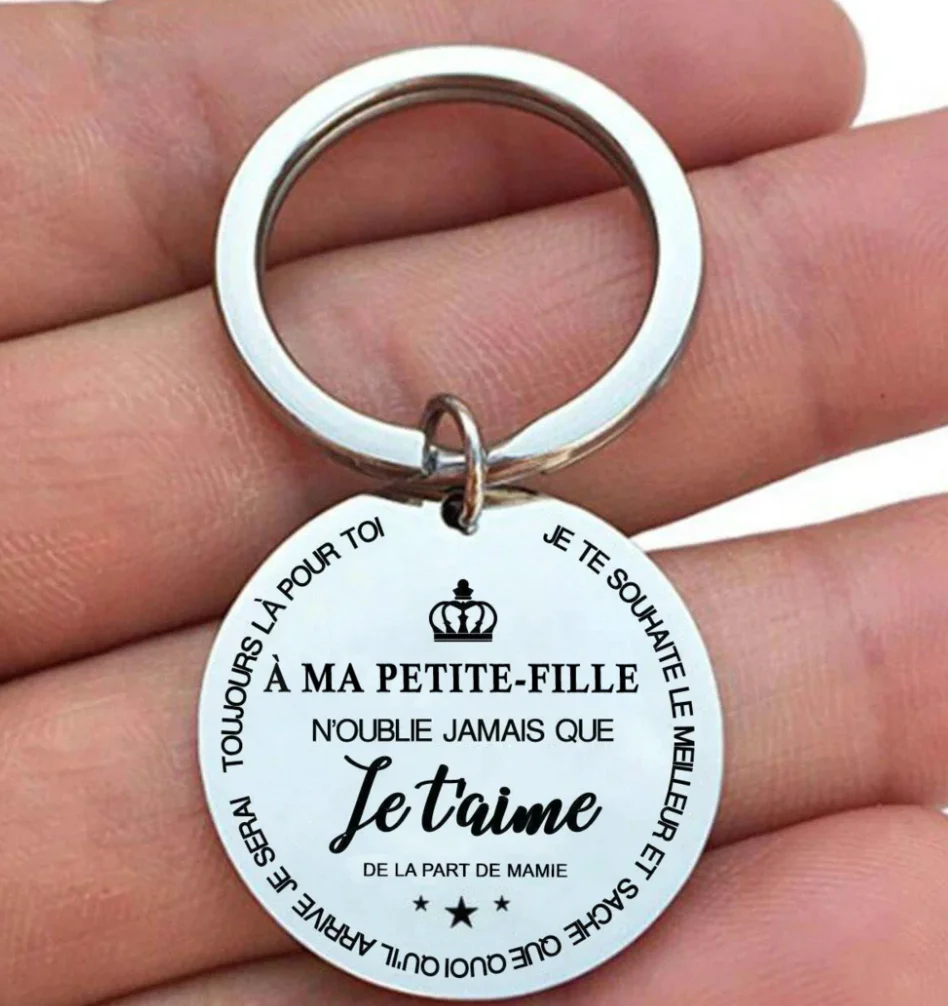 À MA PETITE-FILLE
N'OUBLIE JAMAIS QUE
Je t'aime
DE LA PART DE MAMIE
JE TE SOUHAITE LE MEILLEUR ET SACHE QUE QUOI QU'IL ARRIVE JE SERAI TOUJOURS LÀ POUR TOI